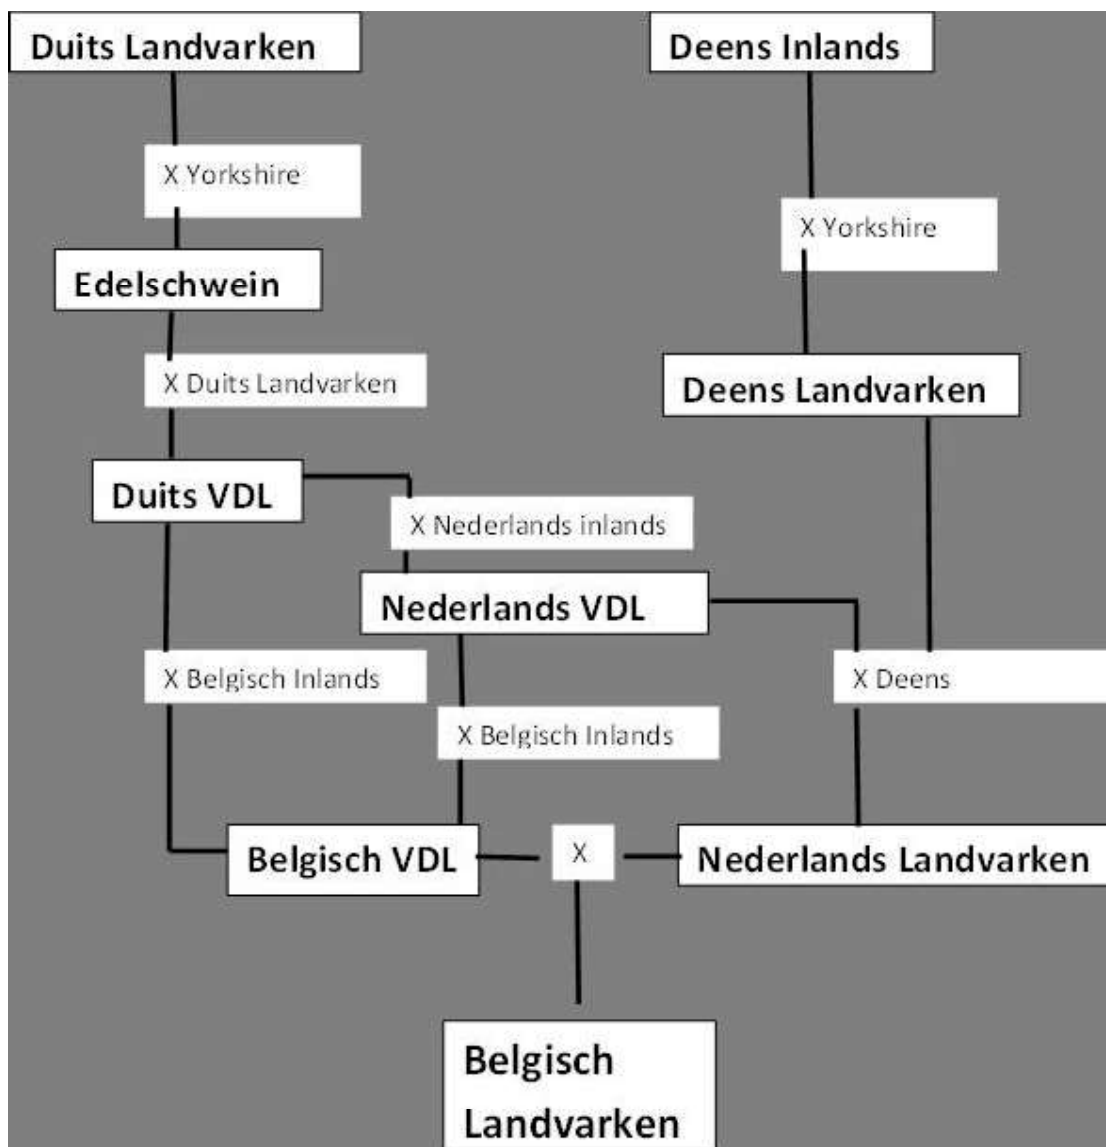 Duits Landvarken
Deens Inlands
X Yorkshire
X Yorkshire
Edelschwein
X Duits Landvarken
Deens Landvarken
Duits VDL
X Nederlands inlands
Nederlands VDL
X Belgisch Inlands
X Deens
X Belgisch Inlands
Belgisch VDL
X
Nederlands Landvarken
Belgisch
Landvarken